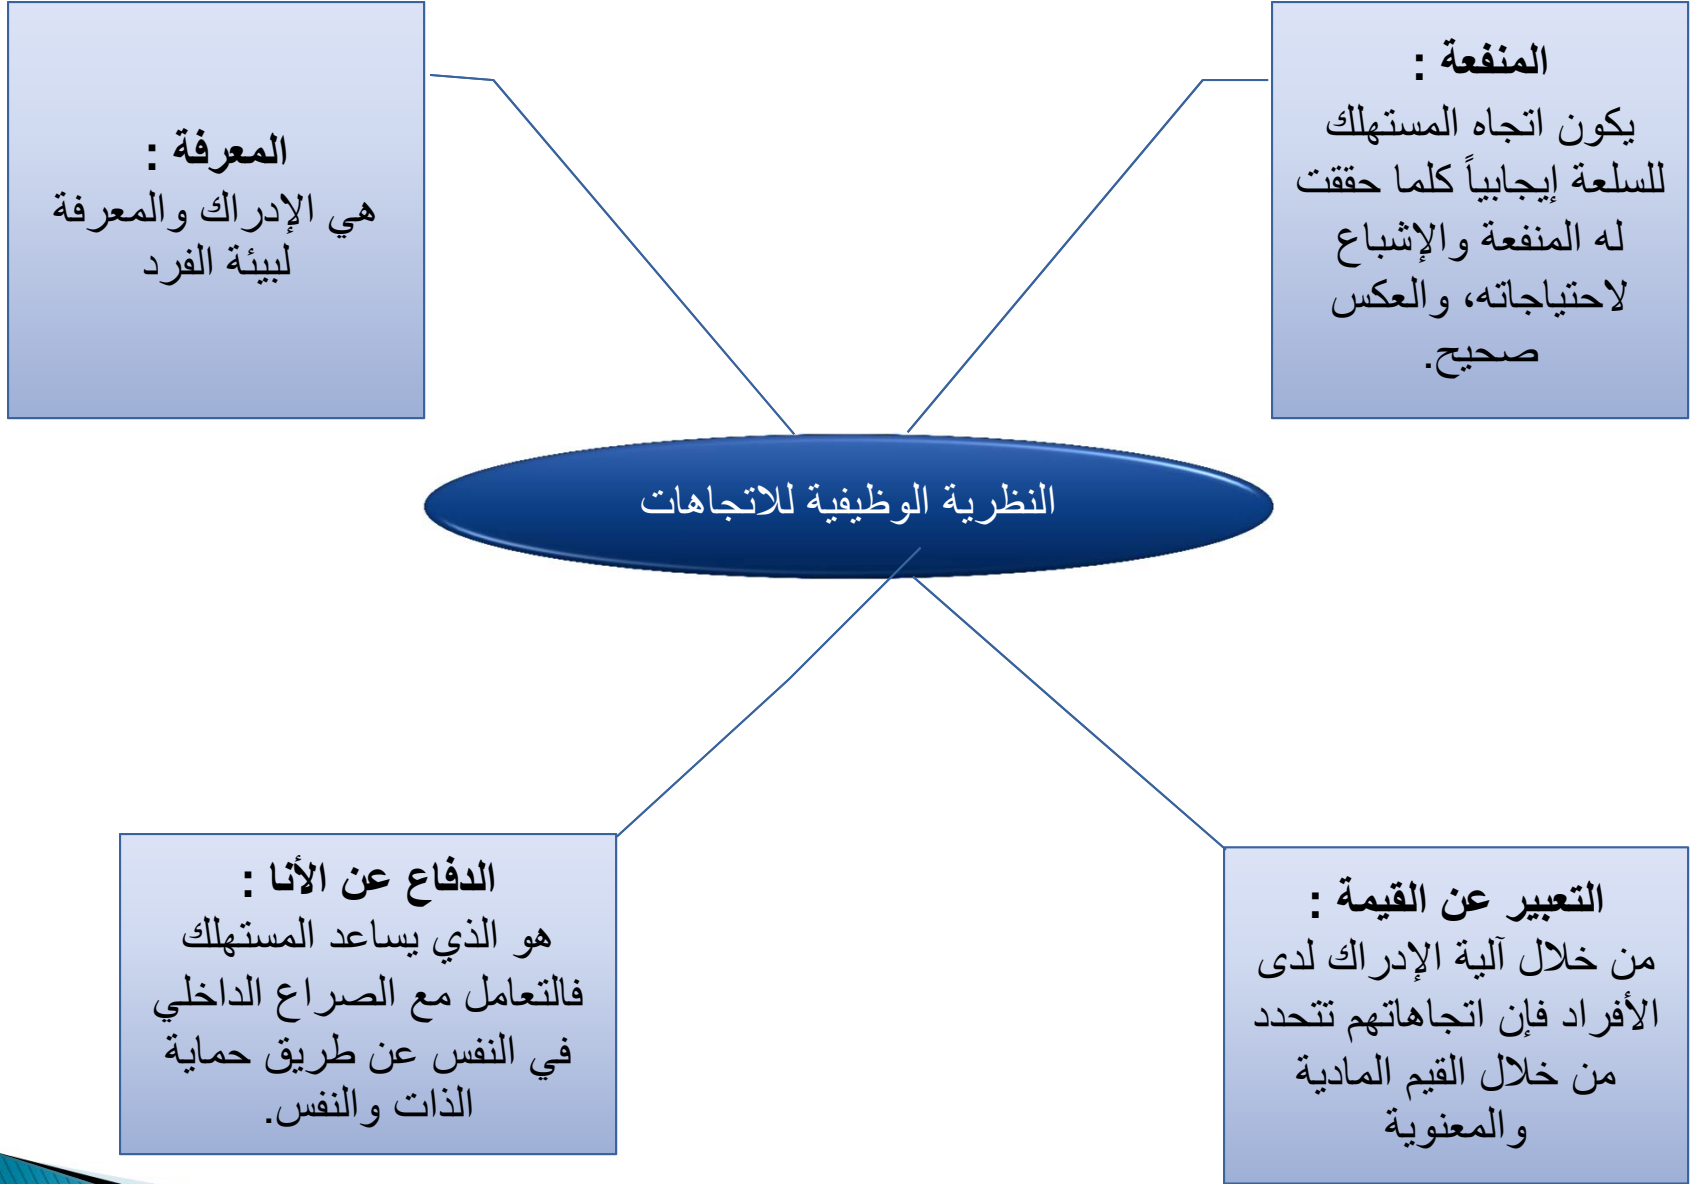 المنفعة :
يكون اتجاه المستهلك
للسلعة إيجابياً كلما حققت
له المنفعة والإشباع
لاحتياجاته، والعكس
صحيح.
المعرفة :
هي الإدراك والمعرفة
لبيئة الفرد
النظرية الوظيفية للاتجاهات
التعبير عن القيمة :
من خلال آلية الإدراك لدى
الأفراد فإن اتجاهاتهم تتحدد
من خلال القيم المادية
والمعنوية
الدفاع عن الأنا :
هو الذي يساعد المستهلك
فالتعامل مع الصراع الداخلي
في النفس عن طريق حماية
الذات والنفس.